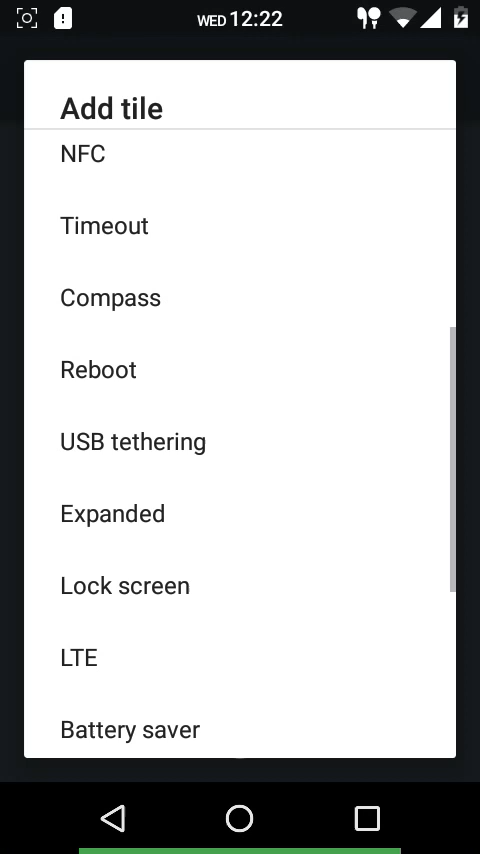 WED 12:22
Add tile
NFC
Timeout
Compass
Reboot
USB tethering
Expanded
Lock screen
LTE
Battery saver